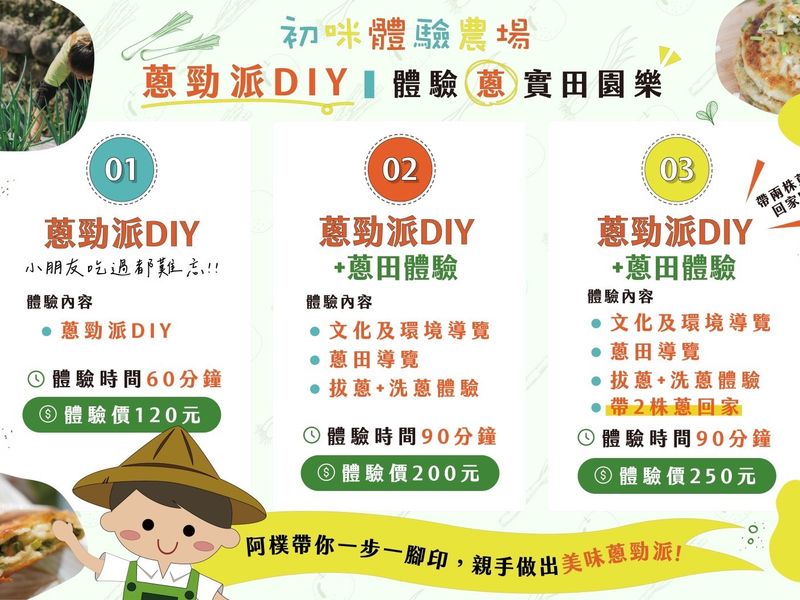 初咪體驗農場
蔥勁派DIY 體驗蔥實田園樂
01
蔥勁派DIY
小朋友吃過都難忘!!
體驗內容
蔥勁派DIY
體驗時間60分鐘
體驗價120元
02
蔥勁派DIY
+蔥田體驗
體驗內容
文化及環境導覽
蔥田導覽
拔蔥+洗蔥體驗
體驗時間90分鐘
體驗價200元
03
帶兩株
回家
蔥勁派DIY
+蔥田體驗
體驗內容
文化及環境導覽
蔥田導覽
拔蔥+洗蔥體驗
帶2株蔥回家
體驗時間90分鐘
體驗價250元
阿樸帶你一步一腳印，親手做出美味蔥勁派!